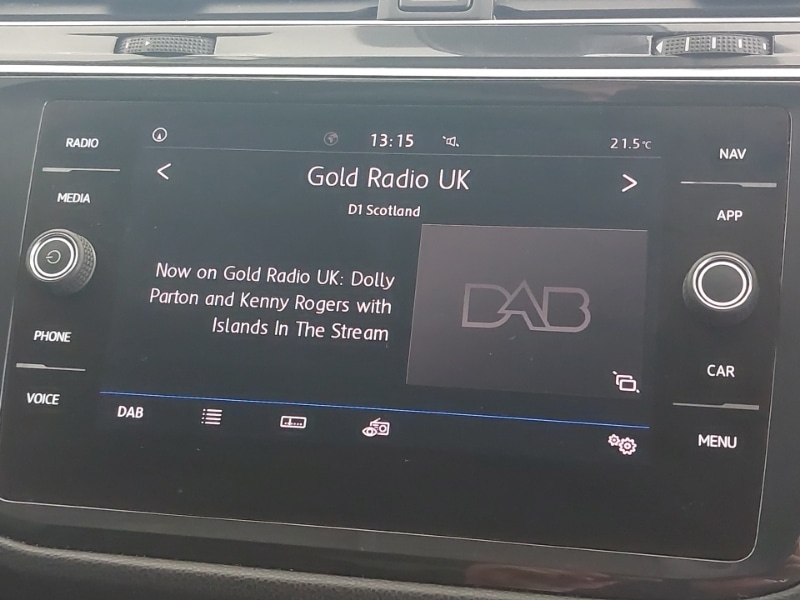 RADIO
MEDIA
PHONE
VOICE
13:15
21.5°C
< Gold Radio UK >
D1 Scotland
Now on Gold Radio UK: Dolly
Parton and Kenny Rogers with
Islands In The Stream
DAB
DAB
NAV
APP
CAR
MENU